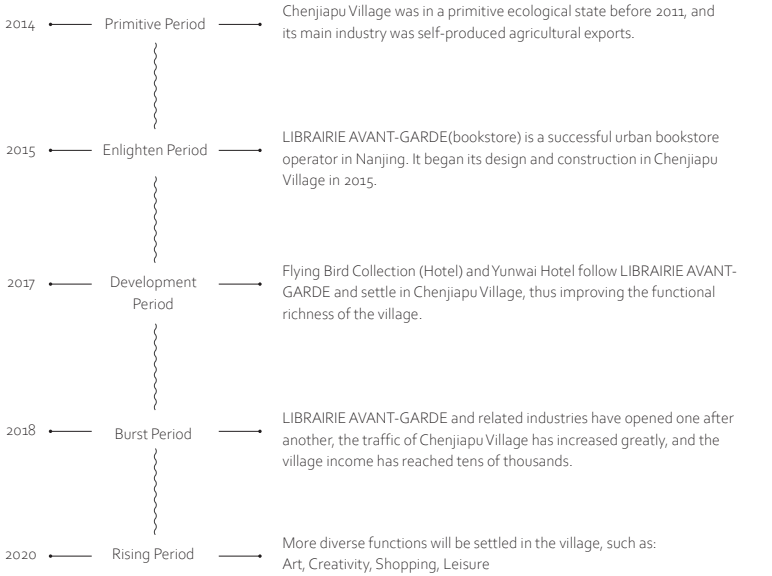 2014
Primitive Period
Chenjiapu Village was in a primitive ecological state before 2011, and
its main industry was self-produced agricultural exports.
2015
Enlighten Period
LIBRAIRIE AVANT-GARDE(bookstore) is a successful urban bookstore
operator in Nanjing. It began its design and construction in Chenjiapu
Village in 2015.
2017
Development
Period
Flying Bird Collection (Hotel) and Yunwai Hotel follow LIBRAIRIE AVANT-
GARDE and settle in Chenjiapu Village, thus improving the functional
richness of the village.
2018
Burst Period
LIBRAIRIE AVANT-GARDE and related industries have opened one after
another, the traffic of Chenjiapu Village has increased greatly, and the
village income has reached tens of thousands.
2020
Rising Period
More diverse functions will be settled in the village, such as:
Art, Creativity, Shopping, Leisure